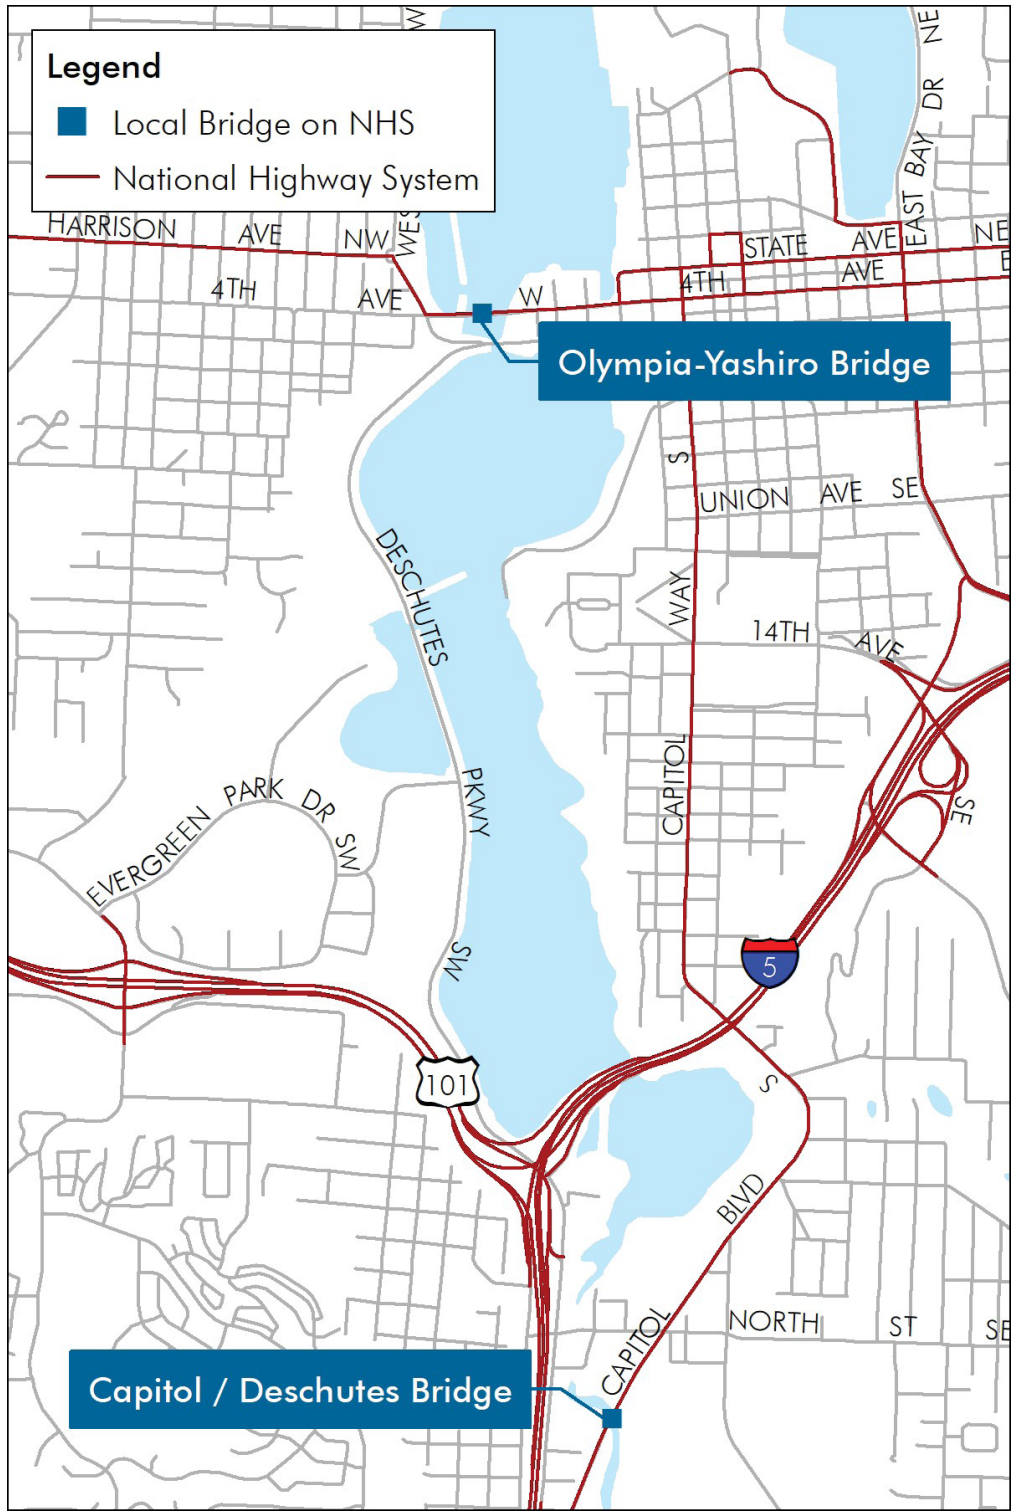 W
DR NE
Legend
Local Bridge on NHS
National Highway System
EAST BAY
HARRISON AVE NW
WES
STATE AVE
NE
4TH AVE
W
4TH
AVE
E
Olympia-Yashiro Bridge
S
UNION AVE SE
DESCHUTES
WAY
14TH
AVE
CAPITOL
PKWY
EVERGREEN PARK DR SW
SE
SW
5
101
S
BLVD
NORTH ST SE
CAPITOL
Capitol / Deschutes Bridge